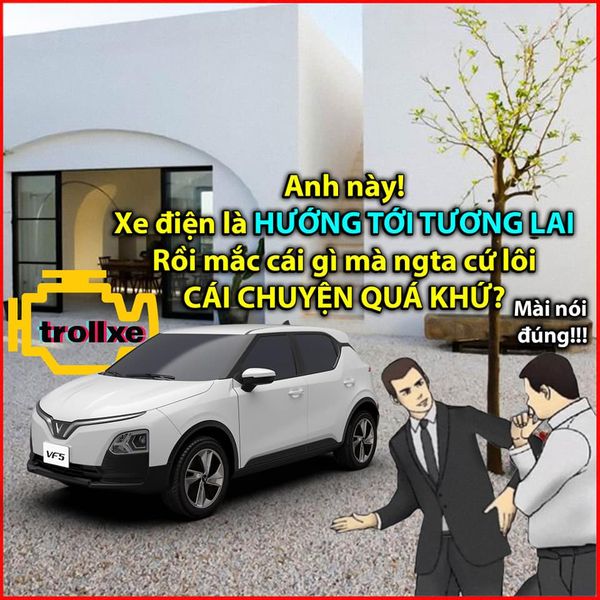 Anh này!
Xe điện là HƯỚNG TỚI TƯƠNG LAI
Rồi mắc cái gì mà ngta cứ lôi
CÁI CHUYỆN QUÁ KHỨ?
Mài nói
đúng!!!
trollxe
VF5